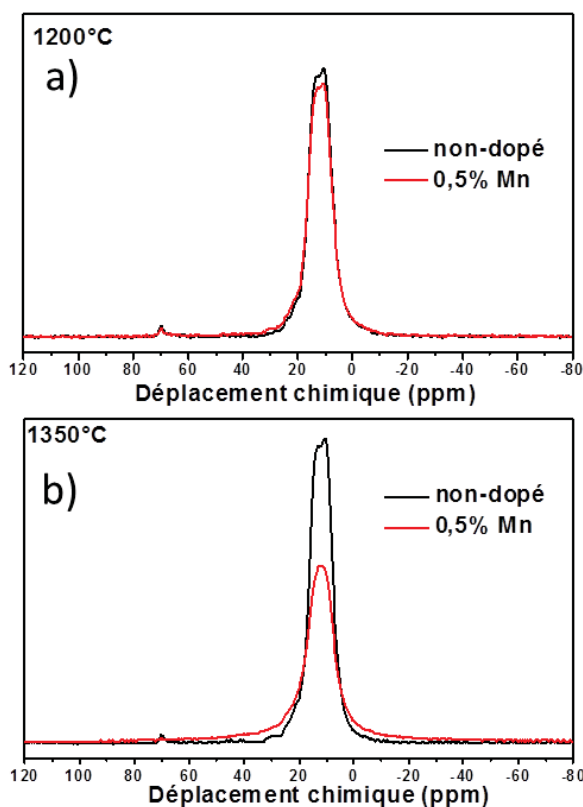 1200°C
a)
non-dopé
0,5% Mn
120 100 80 60 40 20 0 -20 -40 -60 -80
Déplacement chimique (ppm)
1350°C
b)
non-dopé
0,5% Mn
120 100 80 60 40 20 0 -20 -40 -60 -80
Déplacement chimique (ppm)